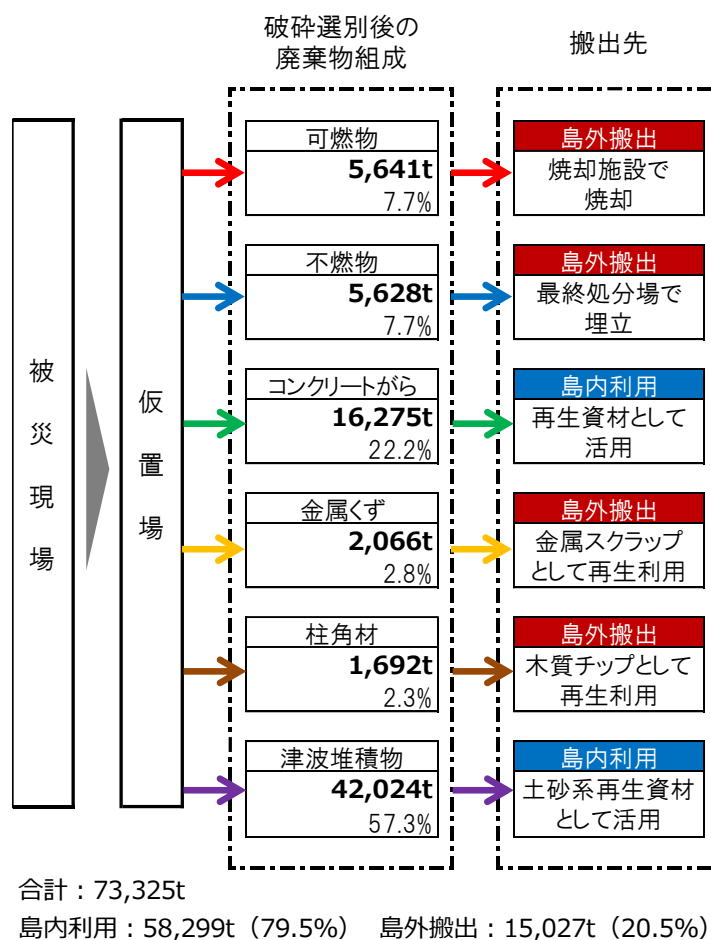 破砕選別後の
廃棄物組成
搬出先
被災現場
仮置場
可燃物
5,641t
7.7%
島外搬出
焼却施設で
焼却
不燃物
5,628t
7.7%
島外搬出
最終処分場で
埋立
コンクリートがら
16,275t
22.2%
島内利用
再生資材として
活用
金属くず
2,066t
2.8%
島外搬出
金属スクラップ
として再生利用
柱角材
1,692t
2.3%
島外搬出
木質チップとして
再生利用
津波堆積物
42,024t
57.3%
島内利用
土砂系再生資材
として活用
合計：73,325t
島内利用：58,299t（79.5%） 島外搬出：15,027t（20.5%）